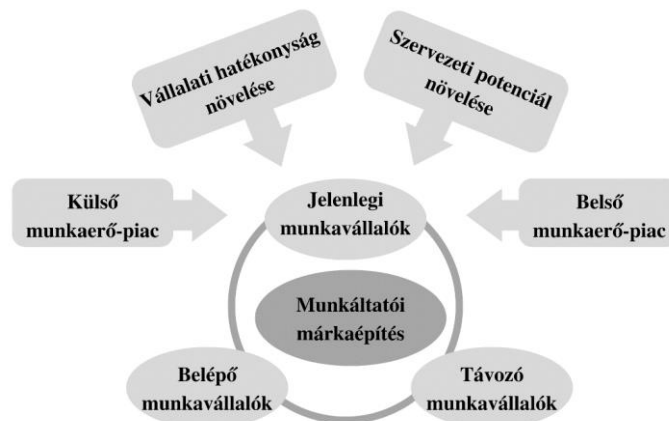 Vállalati hatékonyság
növelése
Szervezeti potenciál
növelése
Külső
munkaerő-piac
Jelenlegi
munkavállalók
Belső
munkaerő-piac
Munkáltatói
márkaépítés
Belépő
munkavállalók
Távozó
munkavállalók